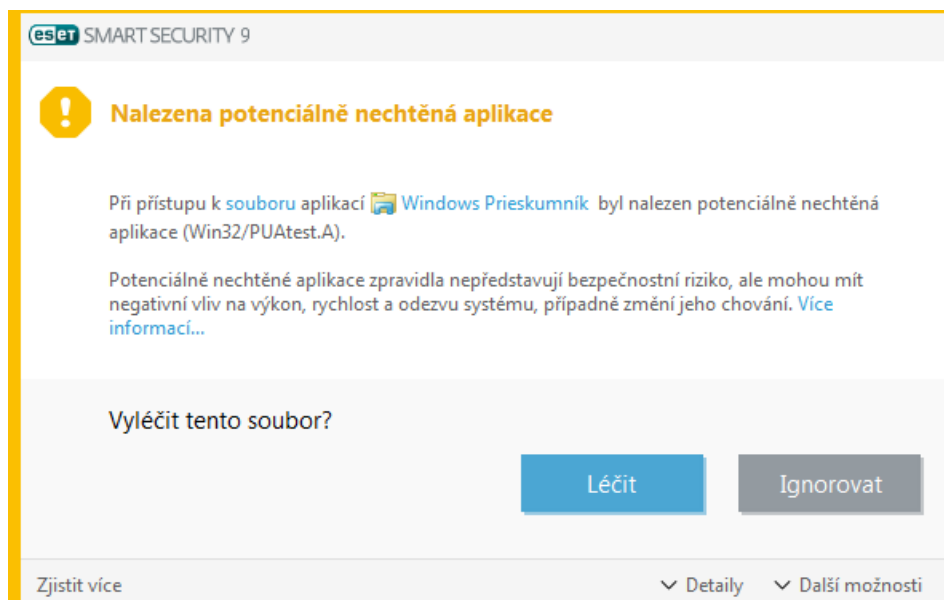 eset SMART SECURITY 9
Nalezena potenciálně nechtěná aplikace
Při přístupu k souboru aplikací Windows Prieskumník byl nalezen potenciálně nechtěná
aplikace (Win32/PUAtest.A).
Potenciálně nechtěné aplikace zpravidla nepředstavují bezpečnostní riziko, ale mohou mít
negativní vliv na výkon, rychlost a odezvu systému, případně změní jeho chování. Více
informací...
Vyléčit tento soubor?
Léčit
Ignorovat
Zjistit více
Detaily
Další možnosti